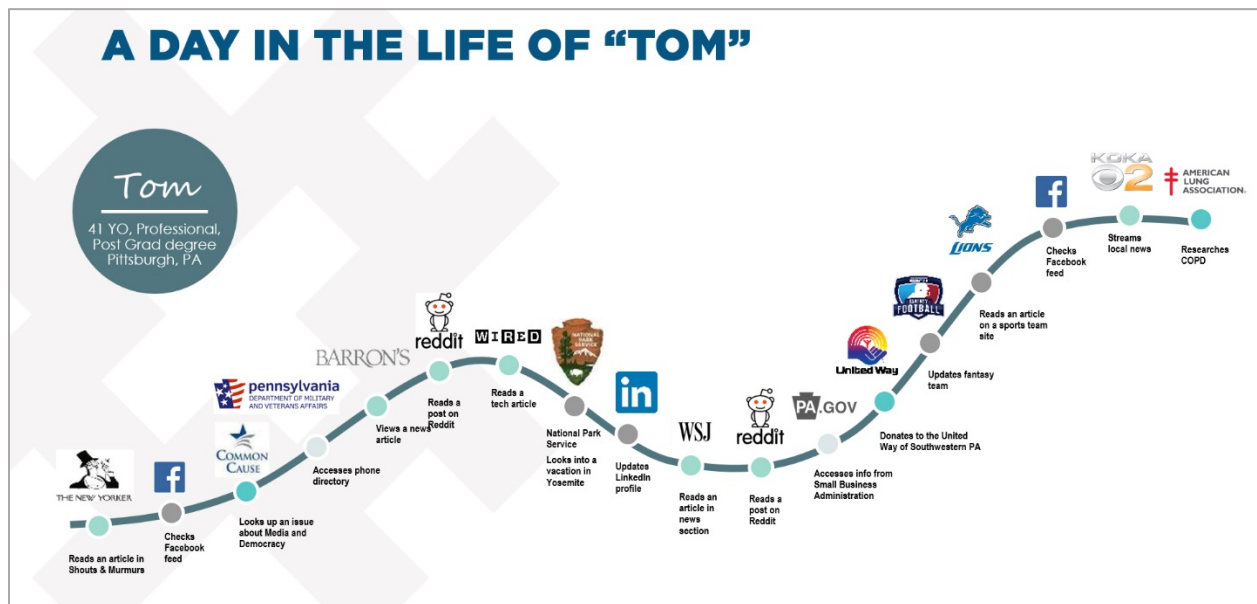 A DAY IN THE LIFE OF “TOM”
Tom
41 YO, Professional,
Post Grad degree
Pittsburgh, PA
THE NEW YORKER
Reads an article in
Shouts & Murmurs
Checks
Facebook
feed
COMMON
CAUSE
Looks up an issue
about Media and
Democracy
pennsylvania
DEPARTMENT OF MILITARY
AND VETERANS AFFAIRS
Accesses phone
directory
BARRON'S
Views a news
article
reddit
Reads a
post on
Reddit
WIRED
Reads a
tech article
NATIONAL
PARK
SERVICE
National Park
Service
Looks into a
vacation in
Yosemite
in
Updates
LinkedIn
profile
WSJ
Reads an
article in
news
section
reddit
Reads a
post on
Reddit
PA.GOV
Accesses info from
Small Business
Administration
United Way
Donates to the United
Way of Southwestern PA
FANTASY
FOOTBALL
Updates fantasy
team
LIONS
Reads an article
on a sports team
site
f
Checks
Facebook
feed
KDKA
2
Streams
local news
AMERICAN
LUNG
ASSOCIATION
Researches
COPD